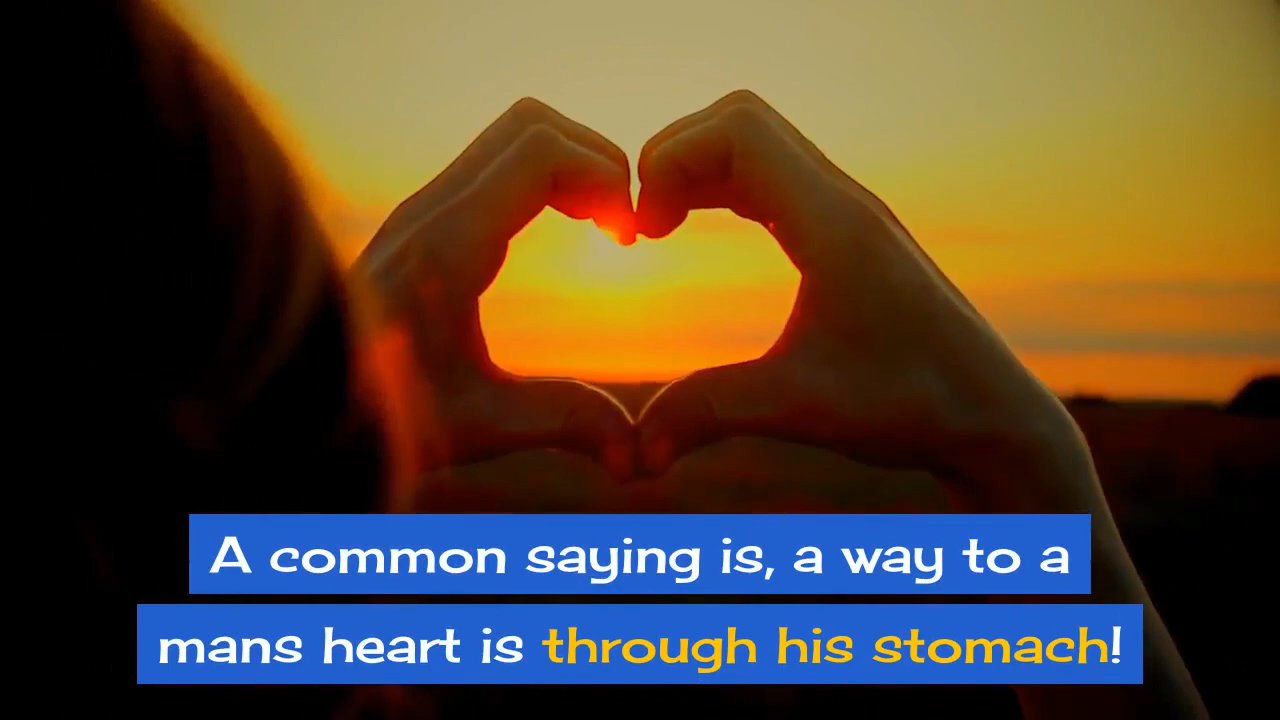 A common saying is, a way to a
mans heart is through his stomach!